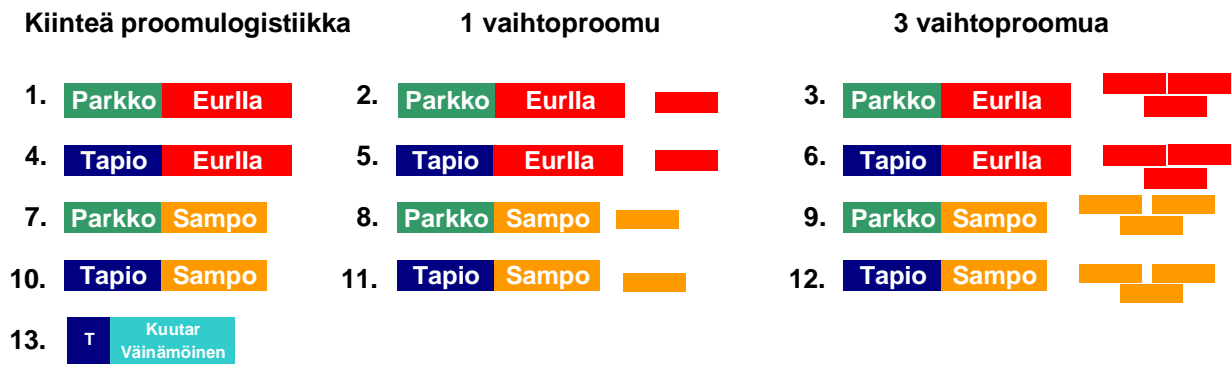 Kiinteä proomulogistiikka 1 vaihtoproomu 3 vaihtoproomua
1. Parkko Eurlla 2. Parkko Eurlla 3. Parkko Eurlla
4. Tapio Eurlla 5. Tapio Eurlla 6. Tapio Eurlla
7. Parkko Sampo 8. Parkko Sampo 9. Parkko Sampo
10. Tapio Sampo 11. Tapio Sampo 12. Tapio Sampo
13. T Kuutar
Väinämöinen